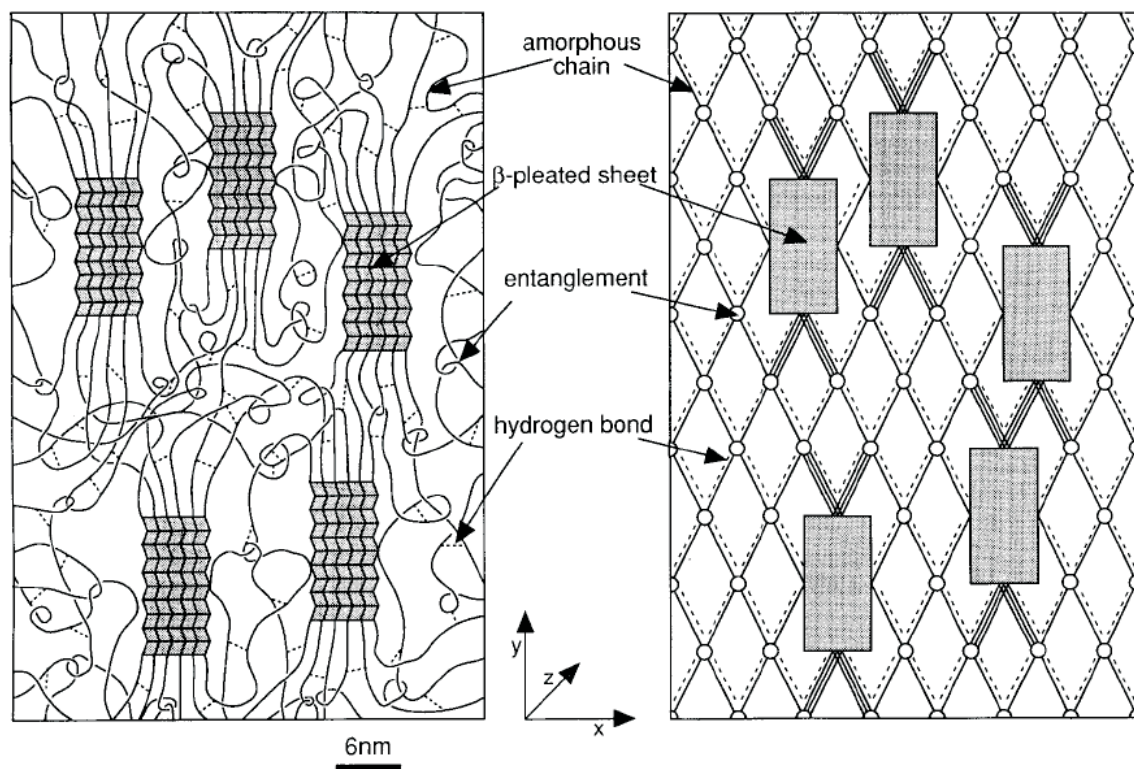 amorphous
chain
β-pleated sheet
entanglement
hydrogen bond
y
z
x
6nm